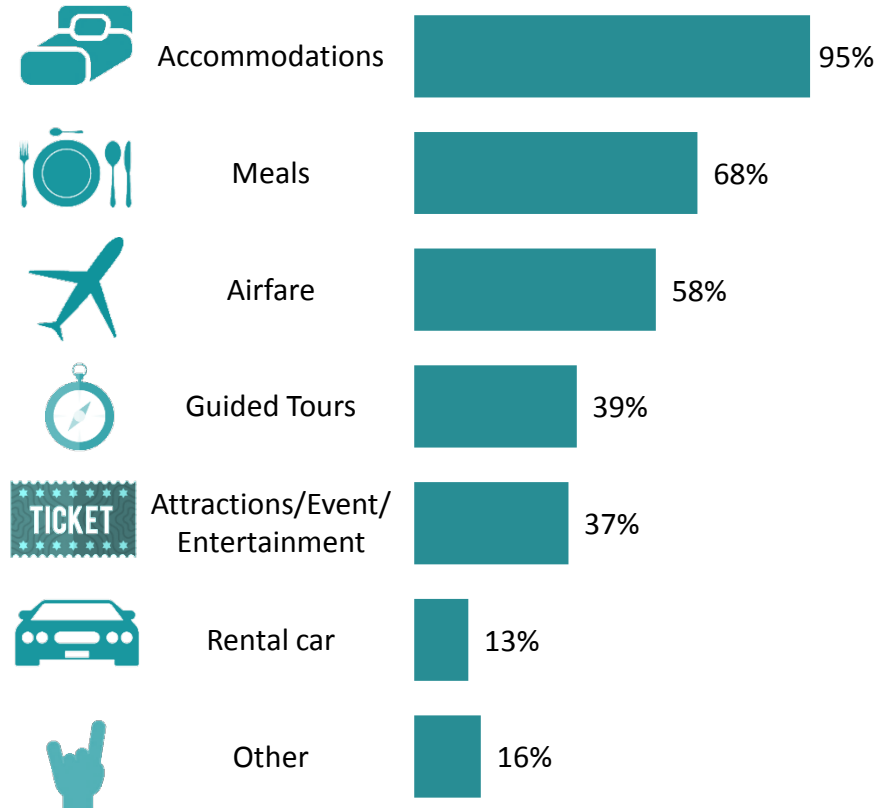 Accommodations 95%
Meals 68%
Airfare 58%
Guided Tours 39%
TICKET
Attractions/Event/
Entertainment 37%
Rental car 13%
Other 16%